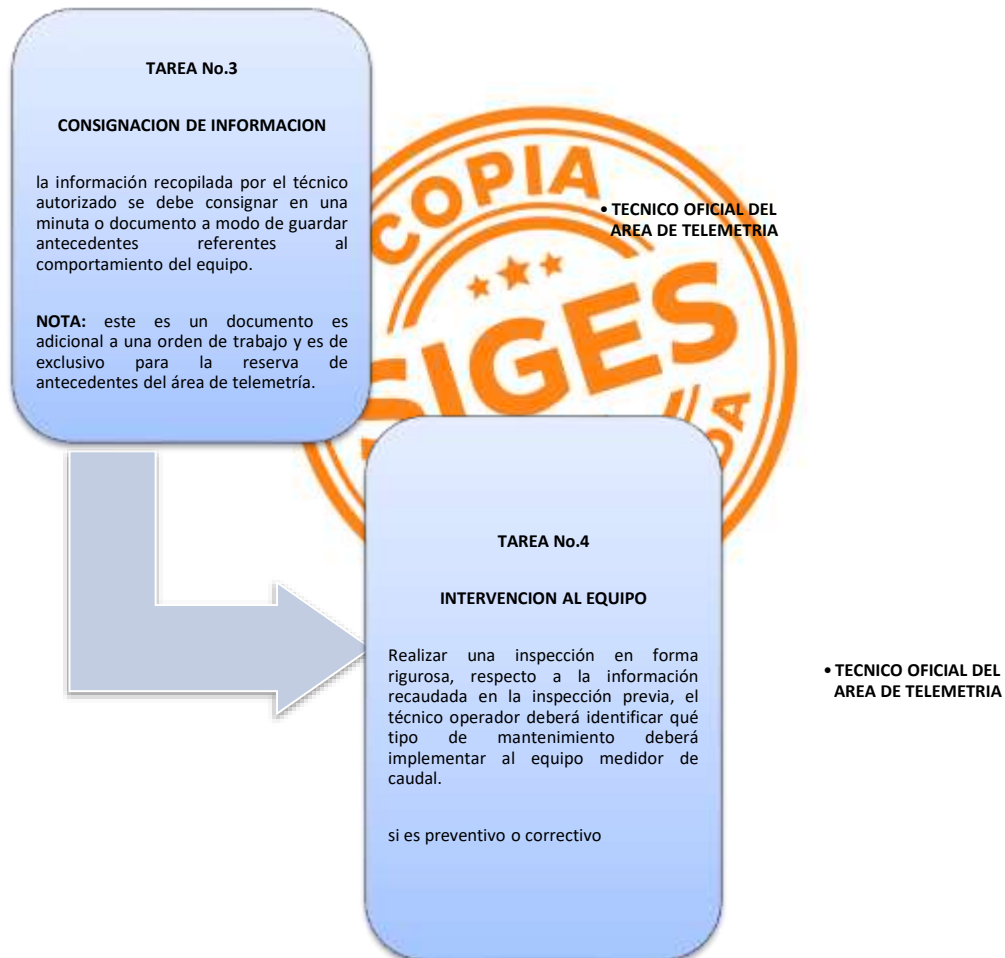 TAREA No.3
CONSIGNACION DE INFORMACION
la información recopilada por el técnico
autorizado se debe consignar en una
minuta o documento a modo de guardar
antecedentes referentes al
comportamiento del equipo.
NOTA: este es un documento es
adicional a una orden de trabajo y es de
exclusivo para la reserva de
antecedentes del área de telemetría.
• TECNICO OFICIAL DEL
AREA DE TELEMETRIA
COPIA
SIGES
TAREA No.4
INTERVENCION AL EQUIPO
Realizar una inspección en forma
rigurosa, respecto a la información
recaudada en la inspección previa, el
técnico operador deberá identificar qué
tipo de mantenimiento deberá
implementar al equipo medidor de
caudal.
si es preventivo o correctivo
• TECNICO OFICIAL DEL
AREA DE TELEMETRIA